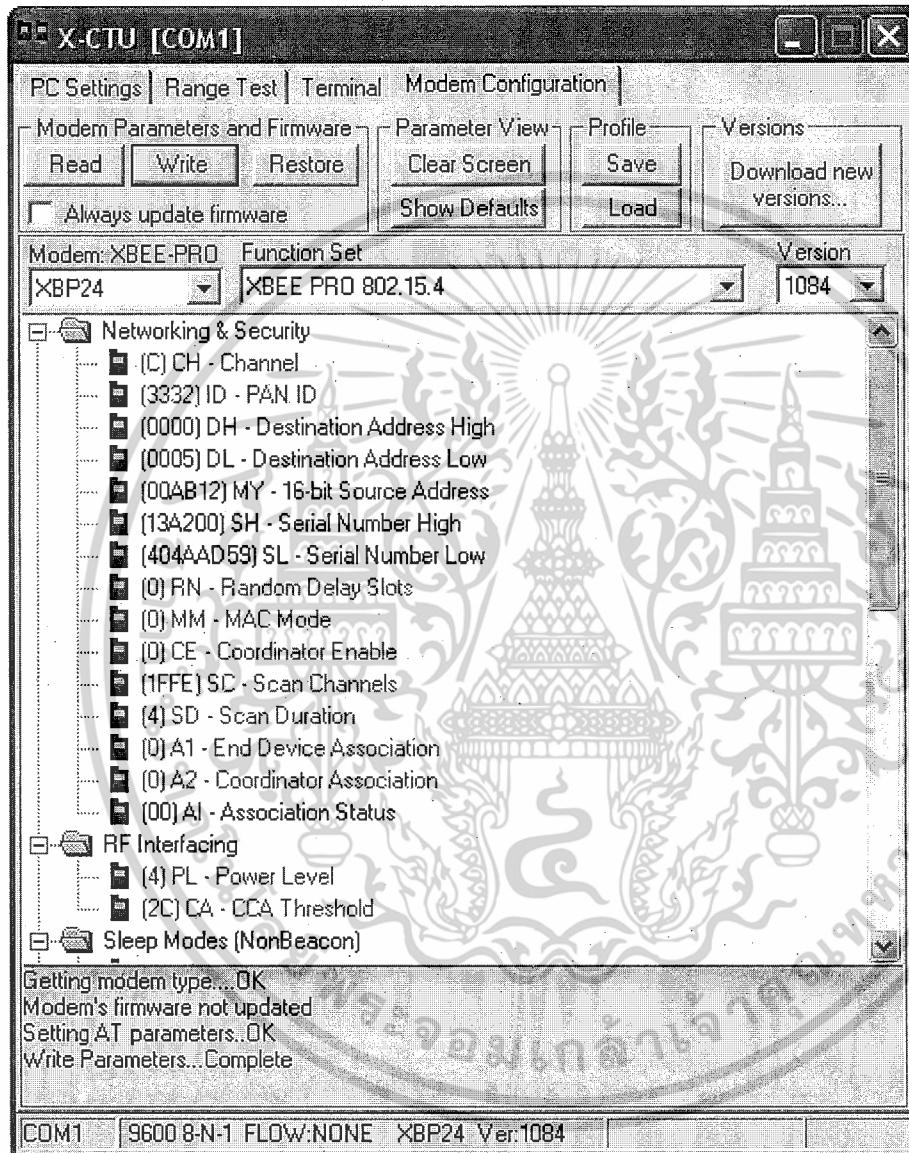 X-CTU [COM1]
PC Settings Range Test Terminal Modem Configuration
Modem Parameters and Firmware Parameter View Profile Versions
Read Write Restore Clear Screen Save Download new versions...
Always update firmware Show Defaults Load
Modem: XBEE-PRO Function Set Version
XBP24 XBEE PRO 802.15.4 1084
Networking & Security
(C) CH - Channel
(3332) ID - PAN ID
(0000) DH - Destination Address High
(0005) DL - Destination Address Low
(00AB12) MY - 16-bit Source Address
(13A200) SH - Serial Number High
(404AAD59) SL - Serial Number Low
(0) RN - Random Delay Slots
(0) MM - MAC Mode
(0) CE - Coordinator Enable
(1FFE) SC - Scan Channels
(4) SD - Scan Duration
(0) A1 - End Device Association
(0) A2 - Coordinator Association
(00) AI - Association Status
RF Interfacing
(4) PL - Power Level
(2C) CA - CCA Threshold
Sleep Modes (NonBeacon)
Getting modem type....OK
Modem's firmware not updated
Setting AT parameters..OK
Write Parameters...Complete
COM1 9600 8-N-1 FLOW:NONE XBP24 Ver:1084